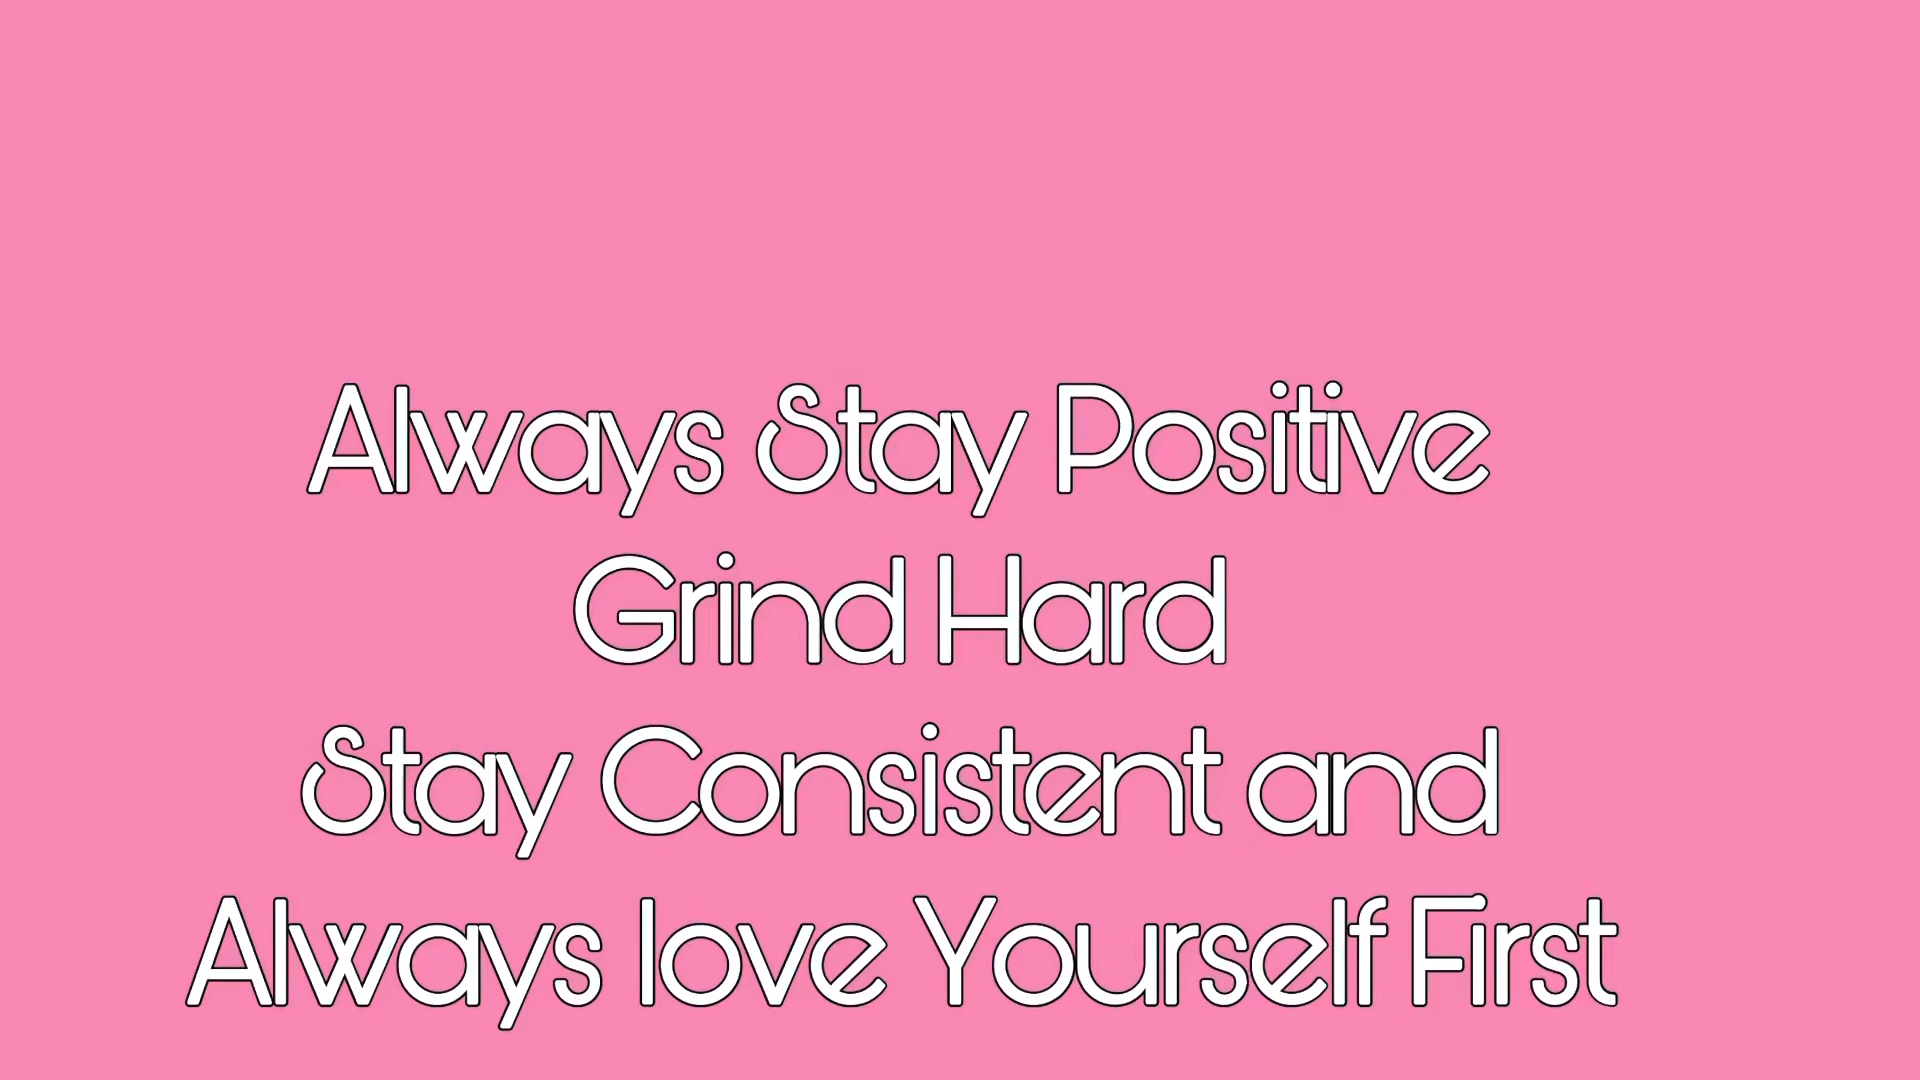 Always Stay Positive
Grind Hard
Stay Consistent and
Always love Yourself First